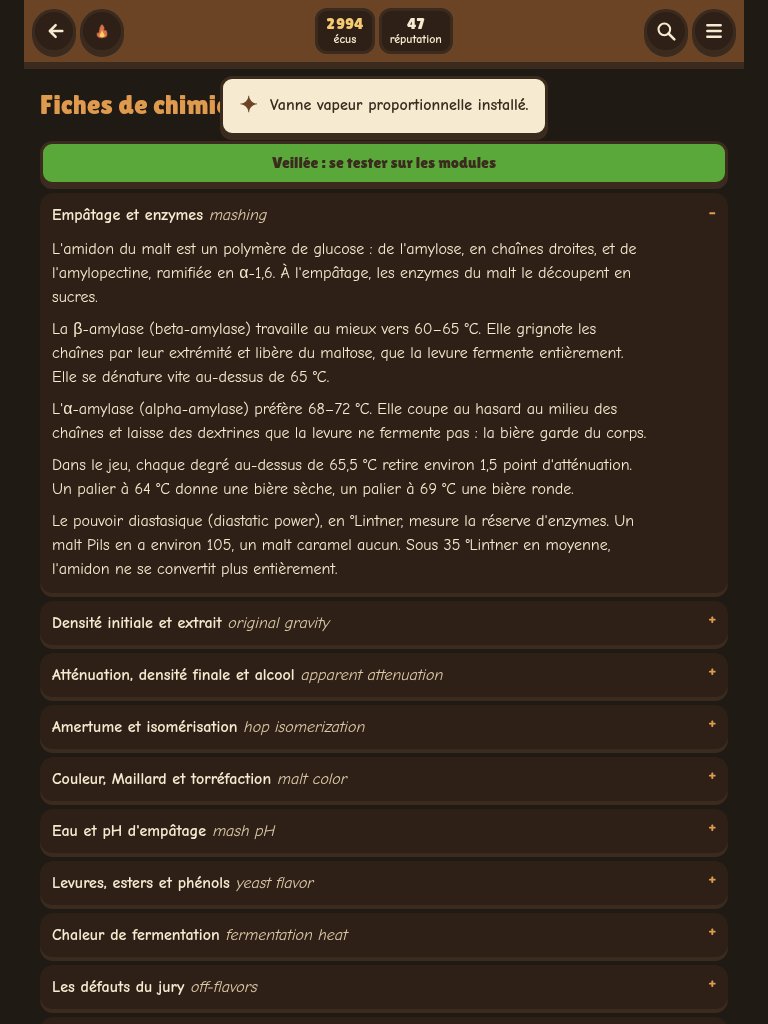 2 994
écus
47
réputation
Fiches de chimie
Vanne vapeur proportionnelle installé.
Veillée : se tester sur les modules
Empâtage et enzymes mashing -
L'amidon du malt est un polymère de glucose : de l'amylose, en chaînes droites, et de
l'amylopectine, ramifiée en α-1,6. À l'empâtage, les enzymes du malt le découpent en
sucres.
La β-amylase (beta-amylase) travaille au mieux vers 60–65 °C. Elle grignote les
chaînes par leur extrémité et libère du maltose, que la levure fermente entièrement.
Elle se dénature vite au-dessus de 65 °C.
L'α-amylase (alpha-amylase) préfère 68–72 °C. Elle coupe au hasard au milieu des
chaînes et laisse des dextrines que la levure ne fermente pas : la bière garde du corps.
Dans le jeu, chaque degré au-dessus de 65,5 °C retire environ 1,5 point d'atténuation.
Un palier à 64 °C donne une bière sèche, un palier à 69 °C une bière ronde.
Le pouvoir diastasique (diastatic power), en °Lintner, mesure la réserve d'enzymes. Un
malt Pils en a environ 105, un malt caramel aucun. Sous 35 °Lintner en moyenne,
l'amidon ne se convertit plus entièrement.
Densité initiale et extrait original gravity +
Atténuation, densité finale et alcool apparent attenuation +
Amertume et isomérisation hop isomerization +
Couleur, Maillard et torréfaction malt color +
Eau et pH d'empâtage mash pH +
Levures, esters et phénols yeast flavor +
Chaleur de fermentation fermentation heat +
Les défauts du jury off-flavors +